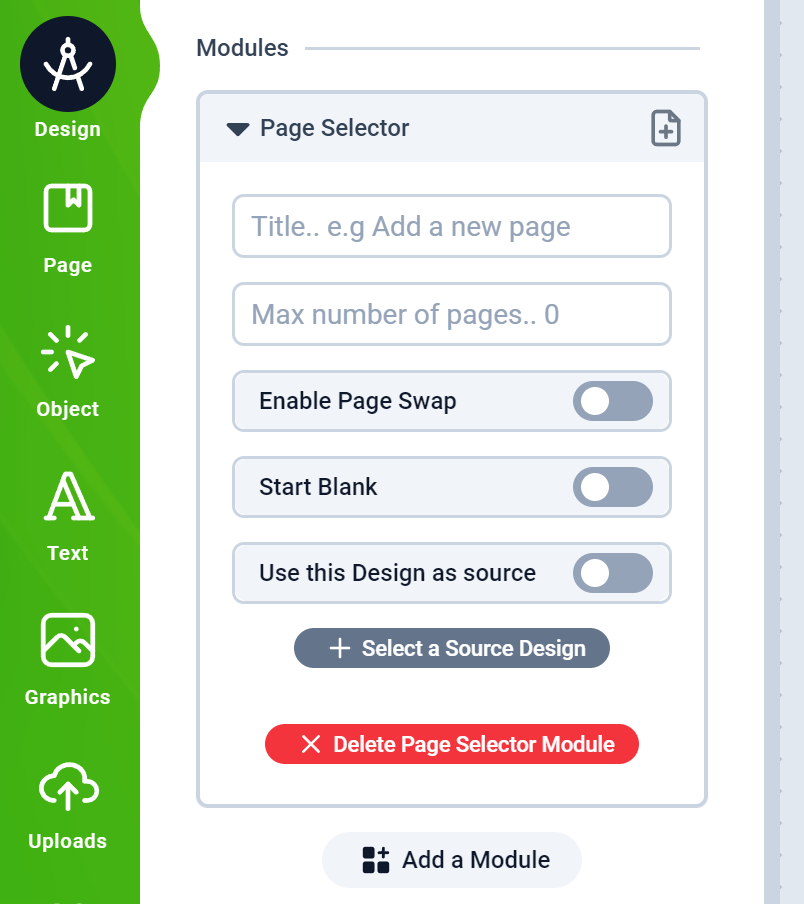 Design
Page
Object
Text
Graphics
Uploads
Modules
Page Selector
Title.. e.g Add a new page
Max number of pages.. 0
Enable Page Swap
Start Blank
Use this Design as source
Select a Source Design
Delete Page Selector Module
Add a Module